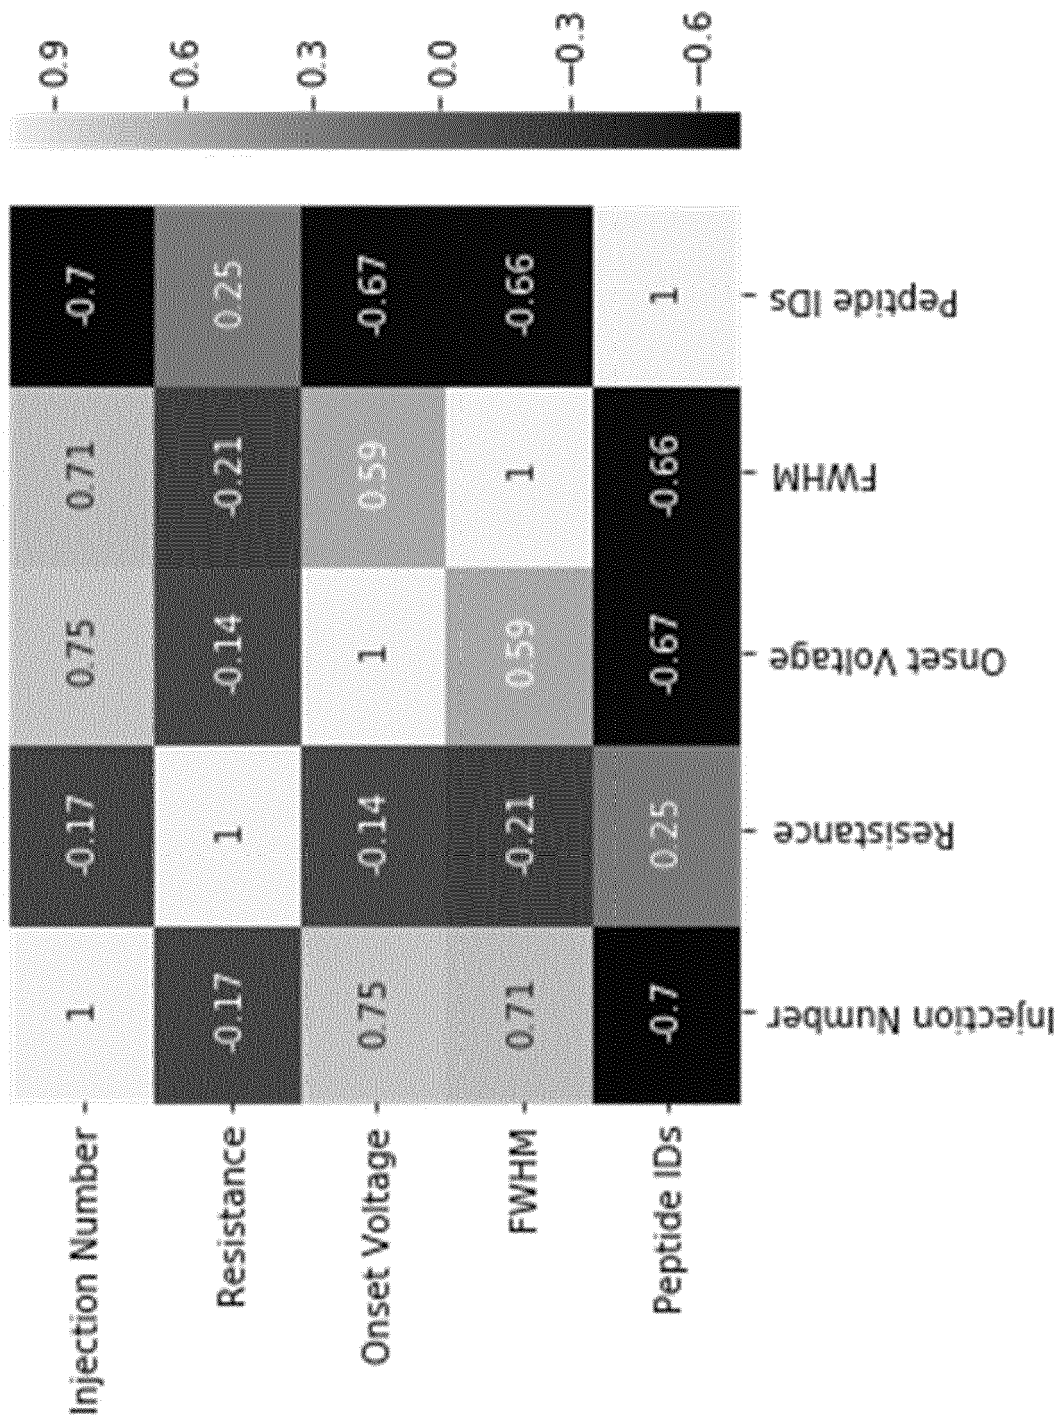 Injection Number 1 -0.17 0.75 0.71 -0.7
Resistance -0.17 1 -0.14 -0.21 0.25
Onset Voltage 0.75 -0.14 1 0.59 -0.67
FWHM 0.71 -0.21 0.59 1 -0.66
Peptide IDs -0.7 0.25 -0.67 -0.66 1
Injection Number
Resistance
Onset Voltage
FWHM
Peptide IDs
0.9
0.6
0.3
0.0
−0.3
−0.6